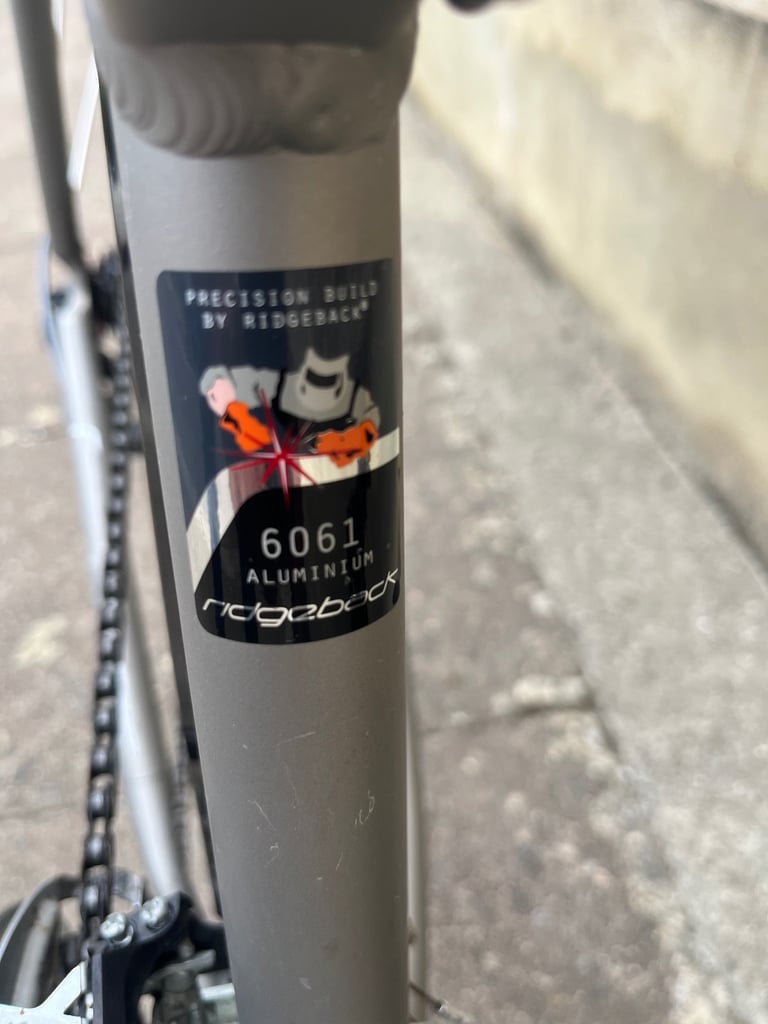 PRECISION BUILD
BY RIDGEBACK®
6061
ALUMINIUM
ridgeback